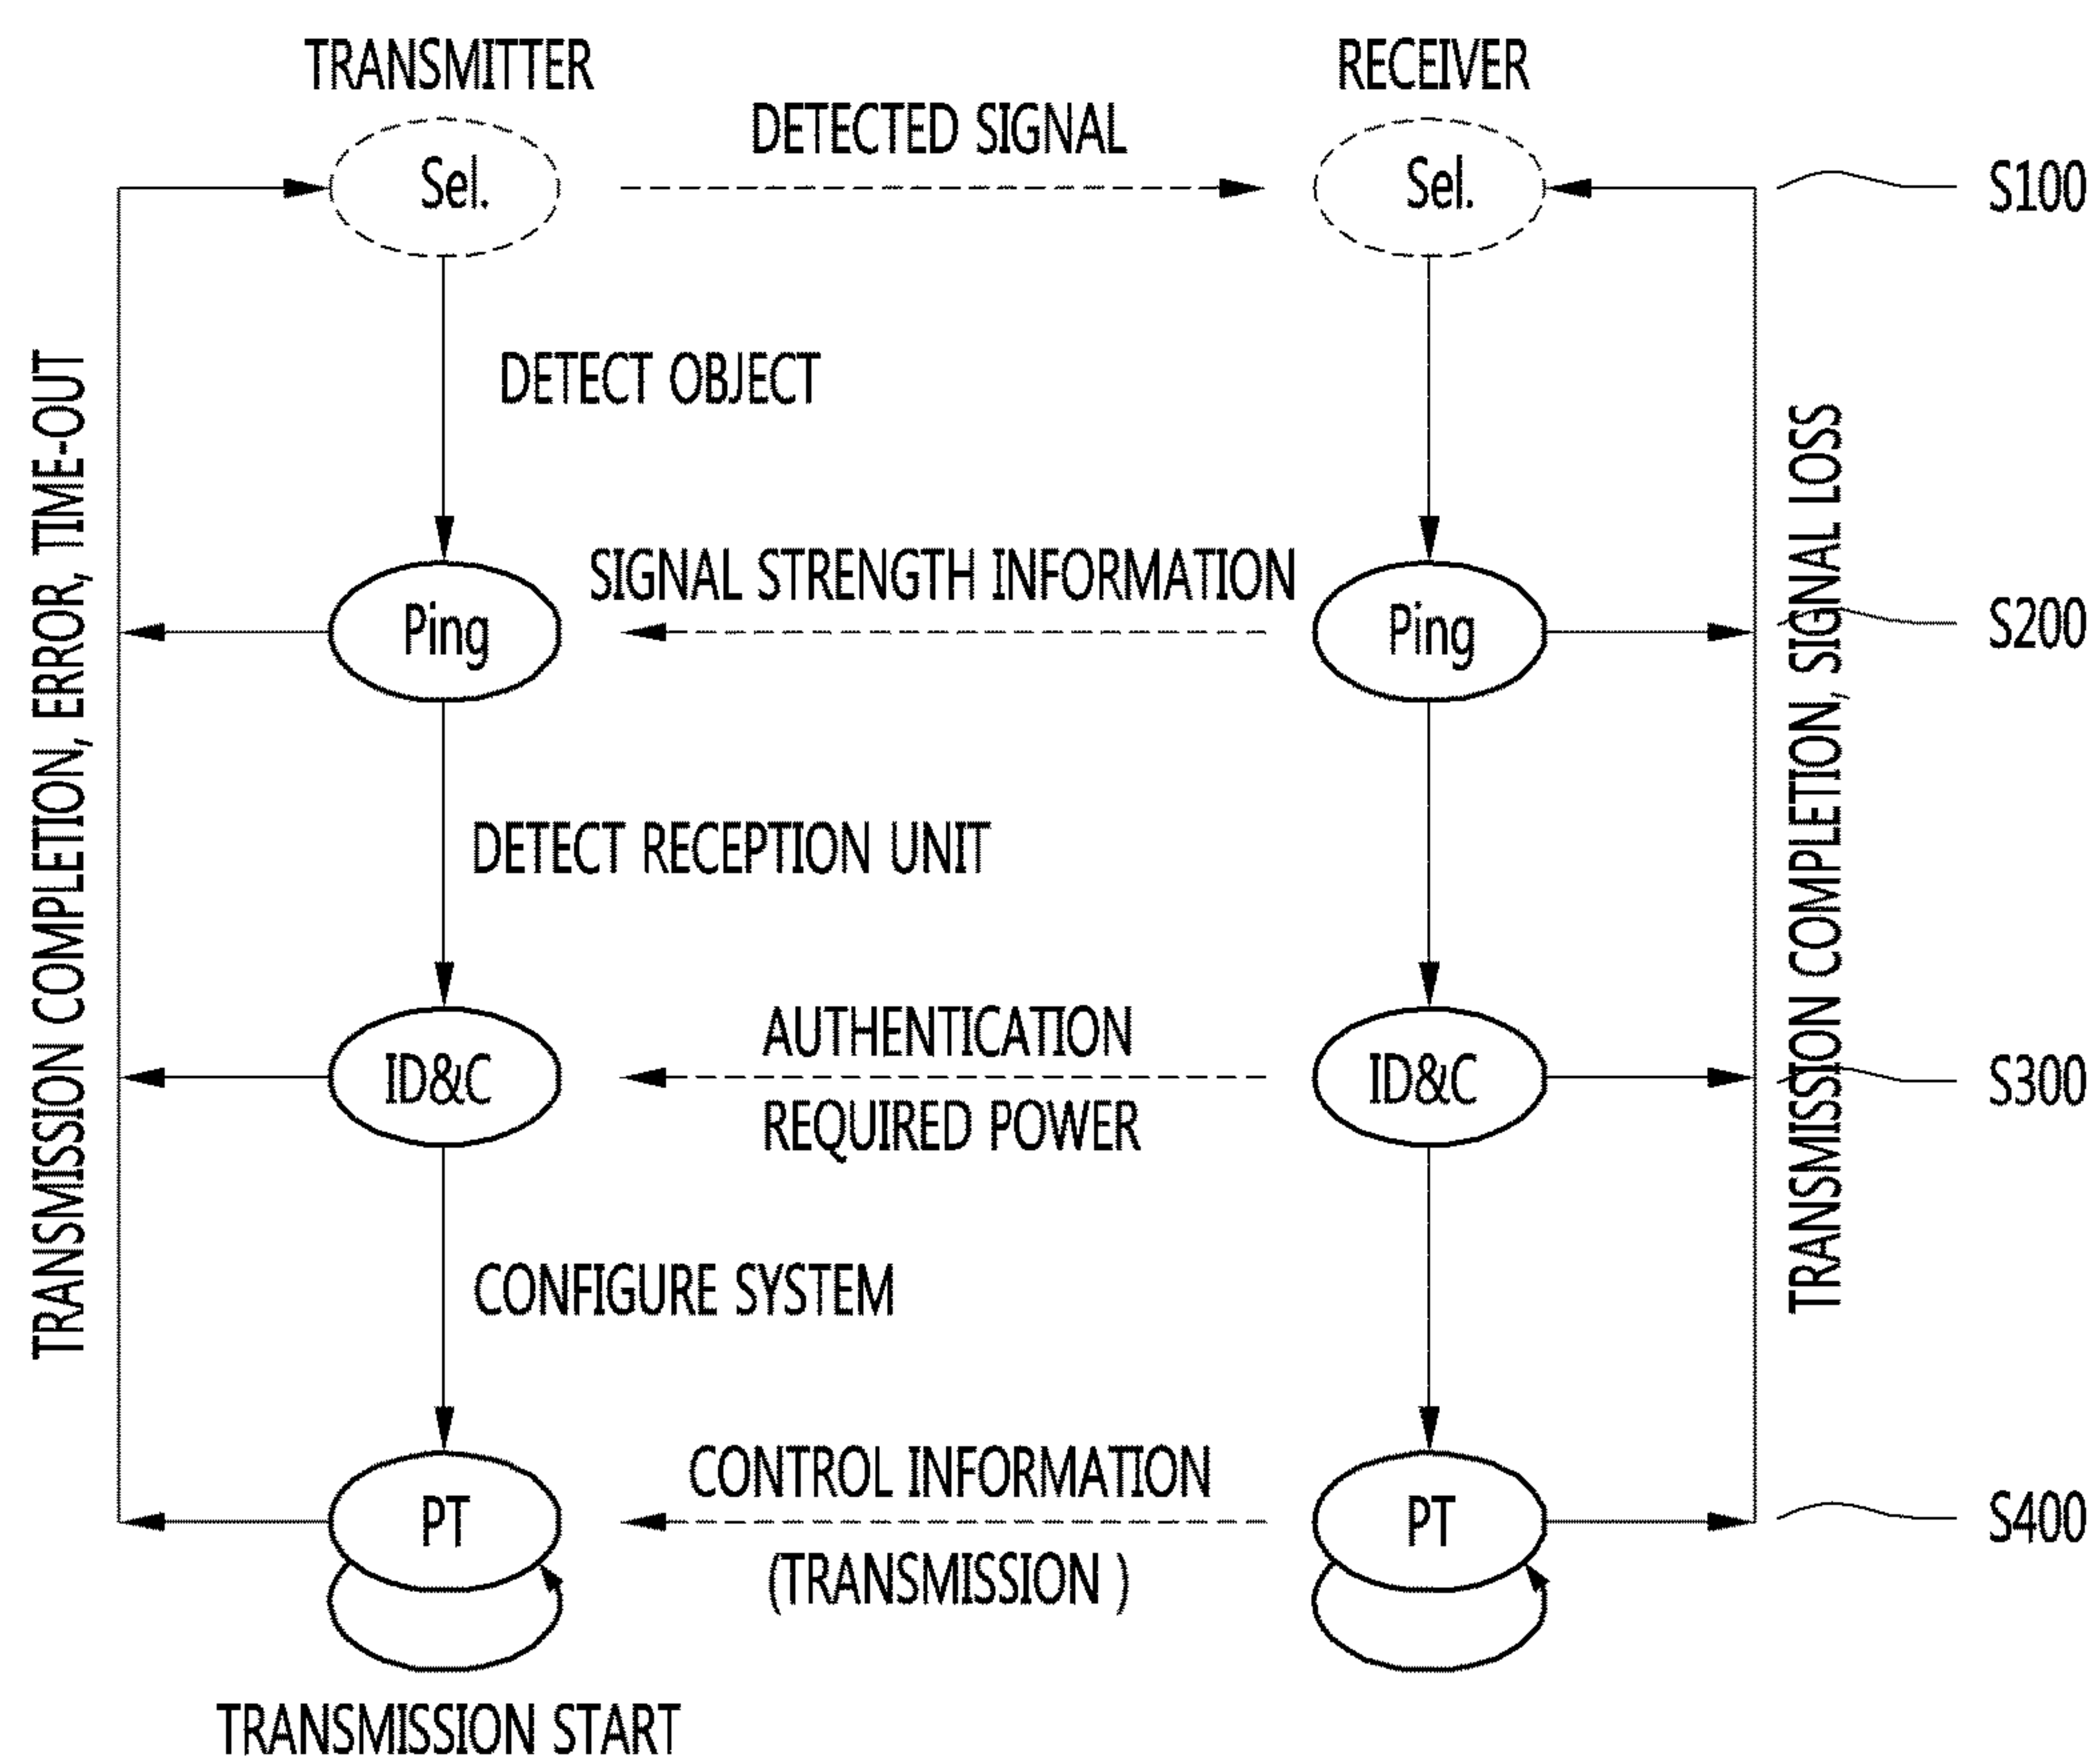 TRANSMITTER
RECEIVER
DETECTED SIGNAL
Sel.
Sel.
S100
DETECT OBJECT
SIGNAL STRENGTH INFORMATION
Ping
Ping
S200
DETECT RECEPTION UNIT
AUTHENTICATION
ID&C
ID&C
S300
REQUIRED POWER
CONFIGURE SYSTEM
CONTROL INFORMATION
PT
PT
S400
(TRANSMISSION )
TRANSMISSION START
TRANSMISSION COMPLETION, ERROR, TIME-OUT
TRANSMISSION COMPLETION, SIGNAL LOSS